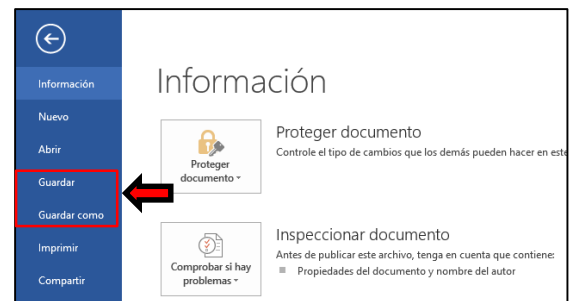 Información
Nuevo
Abrir
Guardar
Guardar como
Imprimir
Compartir
Información
Proteger
documento
Proteger documento
Controle el tipo de cambios que los demás pueden hacer en este
Comprobar si hay
problemas
Inspeccionar documento
Antes de publicar este archivo, tenga en cuenta que contiene:
Propiedades del documento y nombre del autor